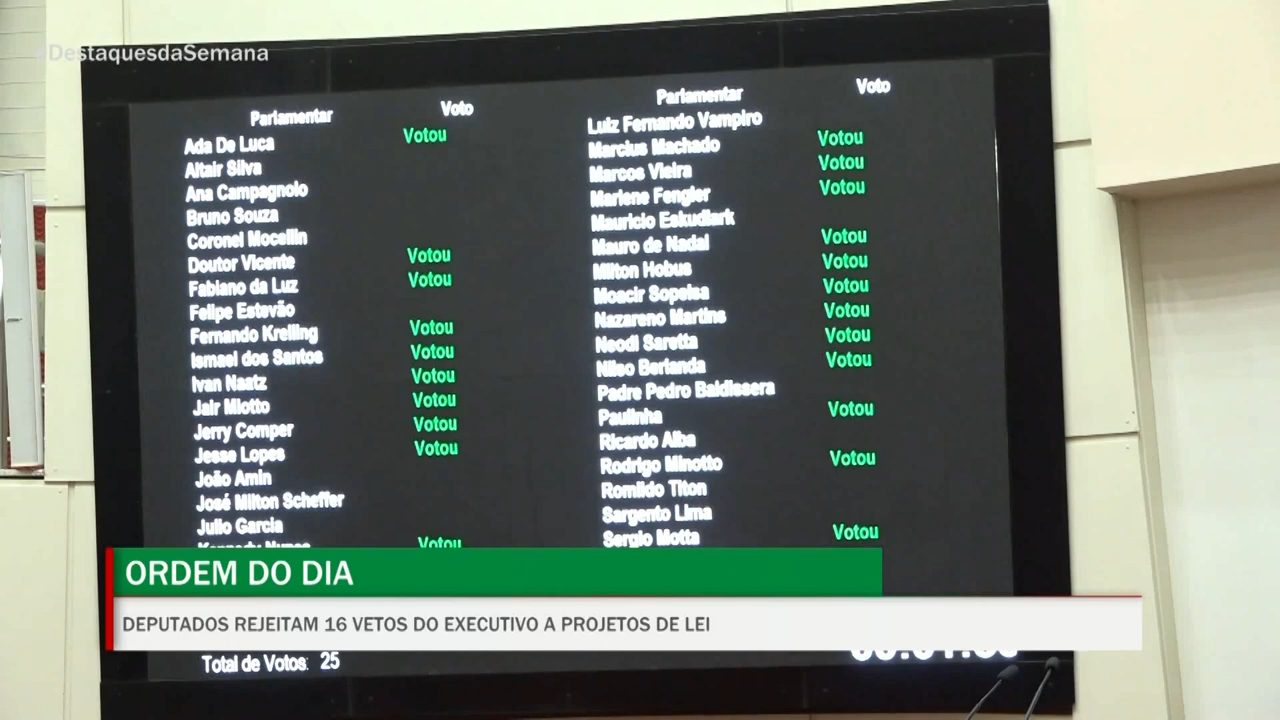 #DestaquesdaSemana
Parlamentar Voto
Ada De Luca Votou
Altair Silva
Ana Campagnolo
Bruno Souza
Coronel Mocellin
Doutor Vicente Votou
Fabiano da Luz Votou
Felipe Estevão
Fernando Krelling Votou
Ismael dos Santos Votou
Ivan Naatz Votou
Jair Miotto Votou
Jerry Comper Votou
Jesse Lopes Votou
João Amin
José Milton Scheffer
Julio Garcia
Kennedy Nunes Votou
Parlamentar Voto
Luiz Fernando Vampiro
Marcius Machado Votou
Marcos Vieira Votou
Marlene Fengler Votou
Mauricio Eskudlark
Mauro de Nadal Votou
Milton Hobus Votou
Moacir Sopelsa Votou
Nazareno Martins Votou
Neodi Saretta Votou
Nilso Berlanda Votou
Padre Pedro Baldissera
Paulinha Votou
Ricardo Alba
Rodrigo Minotto Votou
Romildo Titon
Sargento Lima
Sergio Motta Votou
ORDEM DO DIA
DEPUTADOS REJEITAM 16 VETOS DO EXECUTIVO A PROJETOS DE LEI
Total de Votos: 25